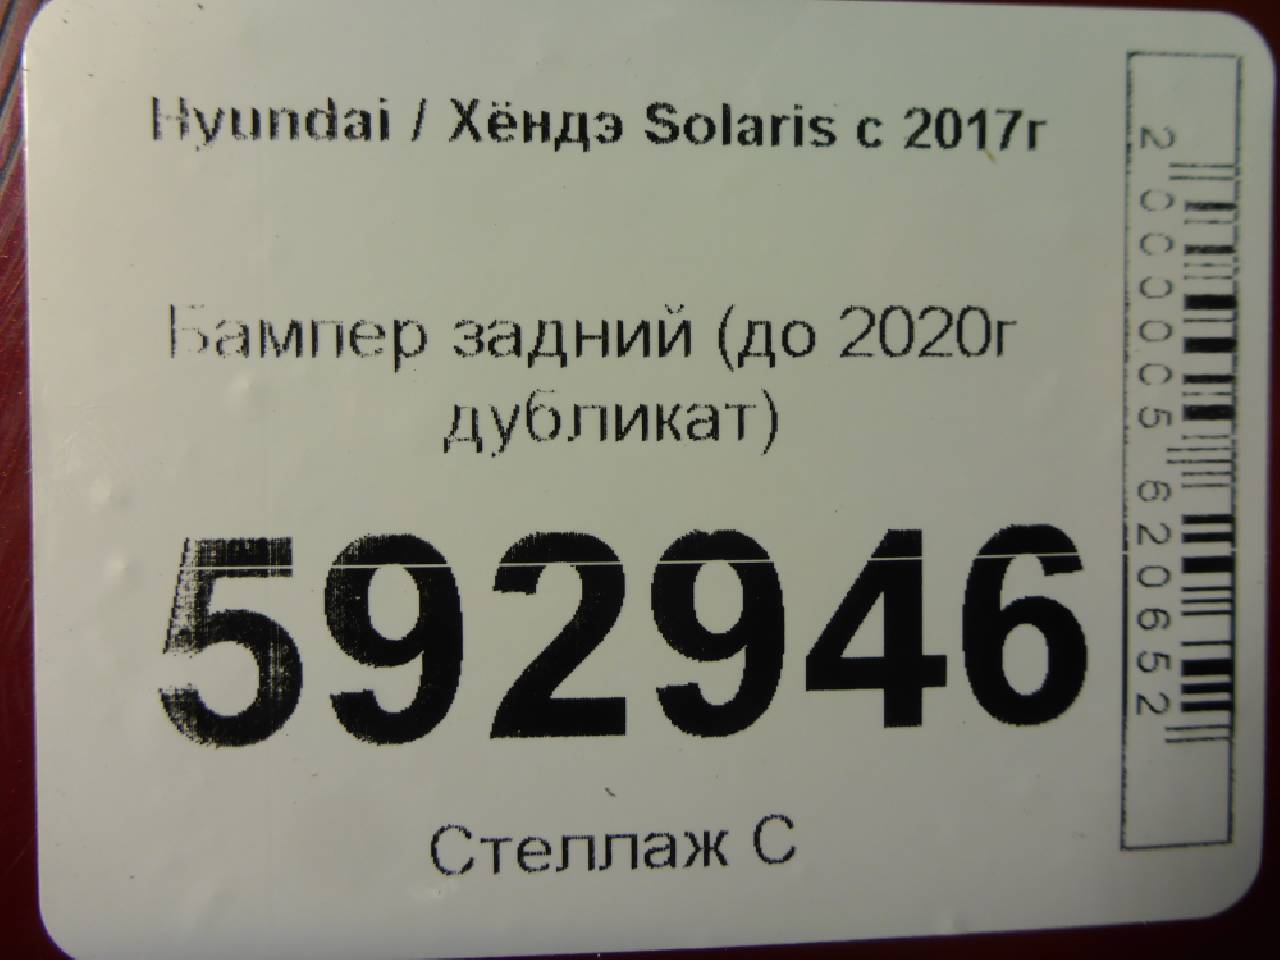 Hyundai / Хёндэ Solaris с 2017г
Бампер задний (до 2020г
дубликат)
592946
Стеллаж С
2000005620652